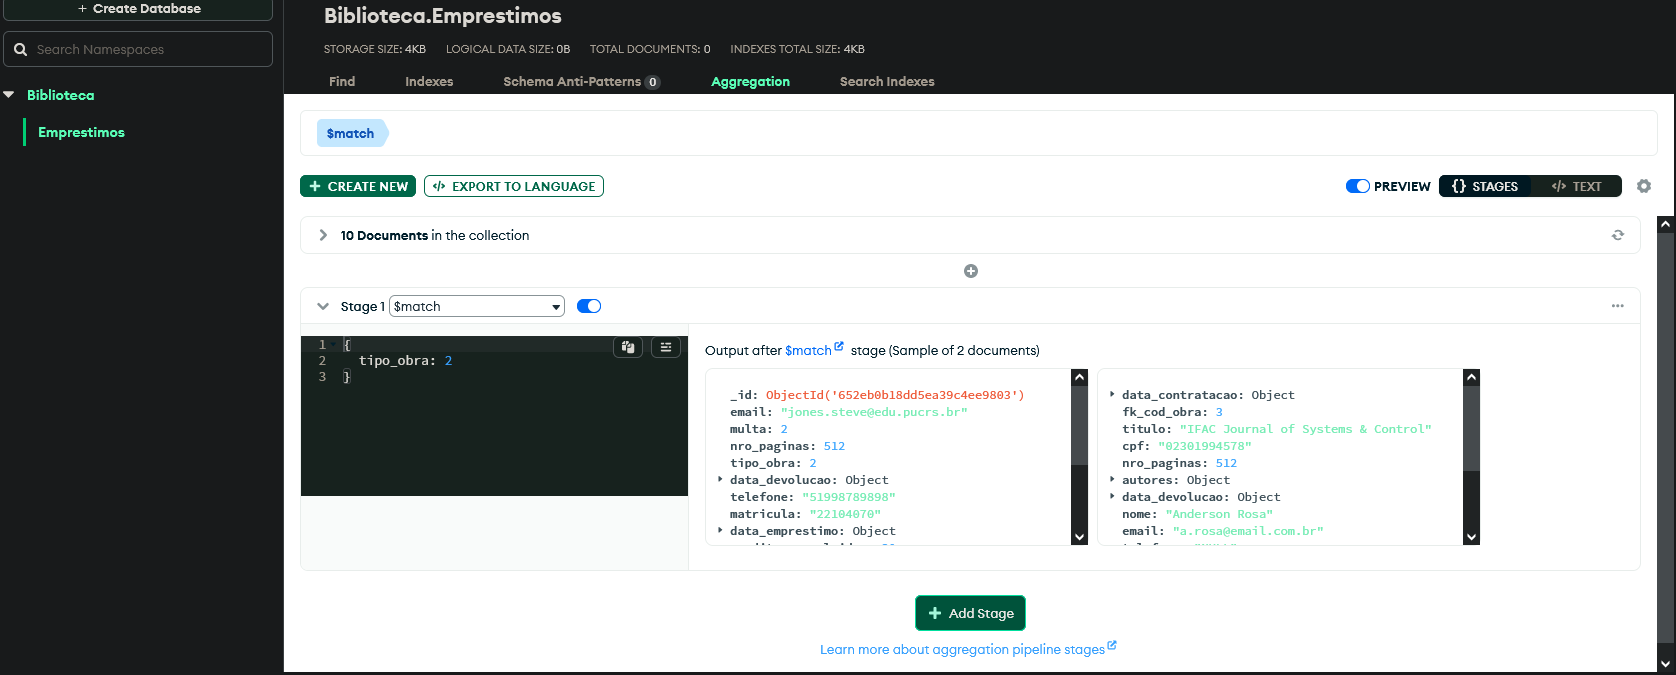 + Create Database
Search Namespaces
Biblioteca
Emprestimos
Biblioteca.Emprestimos
STORAGE SIZE: 4KB LOGICAL DATA SIZE: 0B TOTAL DOCUMENTS: 0 INDEXES TOTAL SIZE: 4KB
Find Indexes Schema Anti-Patterns 0 Aggregation Search Indexes
$match
+ CREATE NEW </> EXPORT TO LANGUAGE PREVIEW {} STAGES </> TEXT
10 Documents in the collection
Stage 1 $match
1 {
2 tipo_obra: 2
3 }
Output after $match stage (Sample of 2 documents)
_id: ObjectId('652eb0b18dd5ea39c4ee9803')
email: "jones.steve@edu.pucrs.br"
multa: 2
nro_paginas: 512
tipo_obra: 2
data_devolucao: Object
telefone: "51998789898"
matricula: "22104070"
data_emprestimo: Object
data_contratacao: Object
fk_cod_obra: 3
titulo: "IFAC Journal of Systems & Control"
cpf: "02301994578"
nro_paginas: 512
autores: Object
data_devolucao: Object
nome: "Anderson Rosa"
email: "a.rosa@email.com.br"
+ Add Stage
Learn more about aggregation pipeline stages